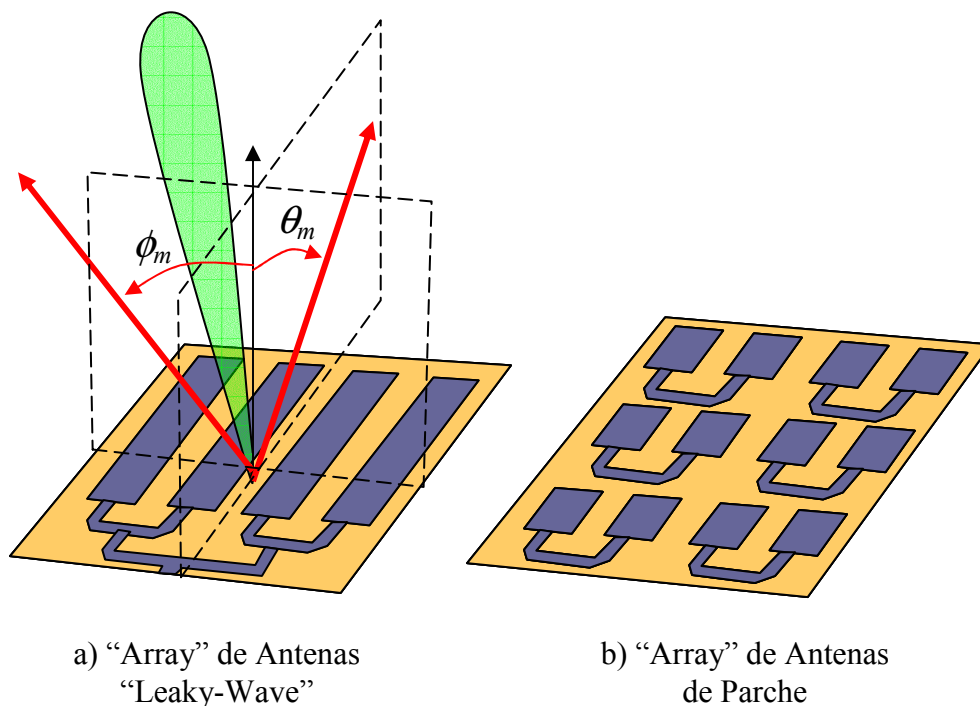 ϕm
θm
a) “Array” de Antenas
“Leaky-Wave”
b) “Array” de Antenas
de Parche